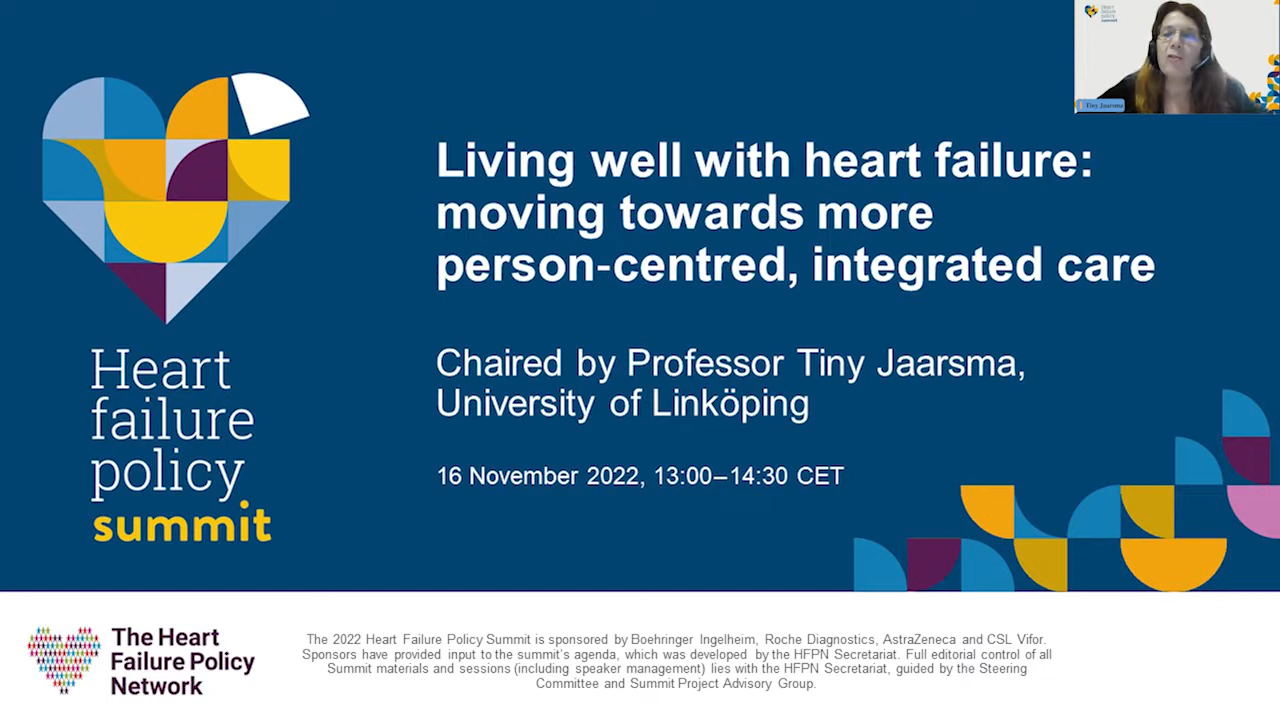 Heart
failure
policy
summit
Tiny Jaarsma
Living well with heart failure:
moving towards more
person-centred, integrated care
Chaired by Professor Tiny Jaarsma,
University of Linköping
16 November 2022, 13:00–14:30 CET
Heart
failure
policy
summit
The Heart
Failure Policy
Network
The 2022 Heart Failure Policy Summit is sponsored by Boehringer Ingelheim, Roche Diagnostics, AstraZeneca and CSL Vifor.
Sponsors have provided input to the summit's agenda, which was developed by the HFPN Secretariat. Full editorial control of all
Summit materials and sessions (including speaker management) lies with the HFPN Secretariat, guided by the Steering
Committee and Summit Project Advisory Group.